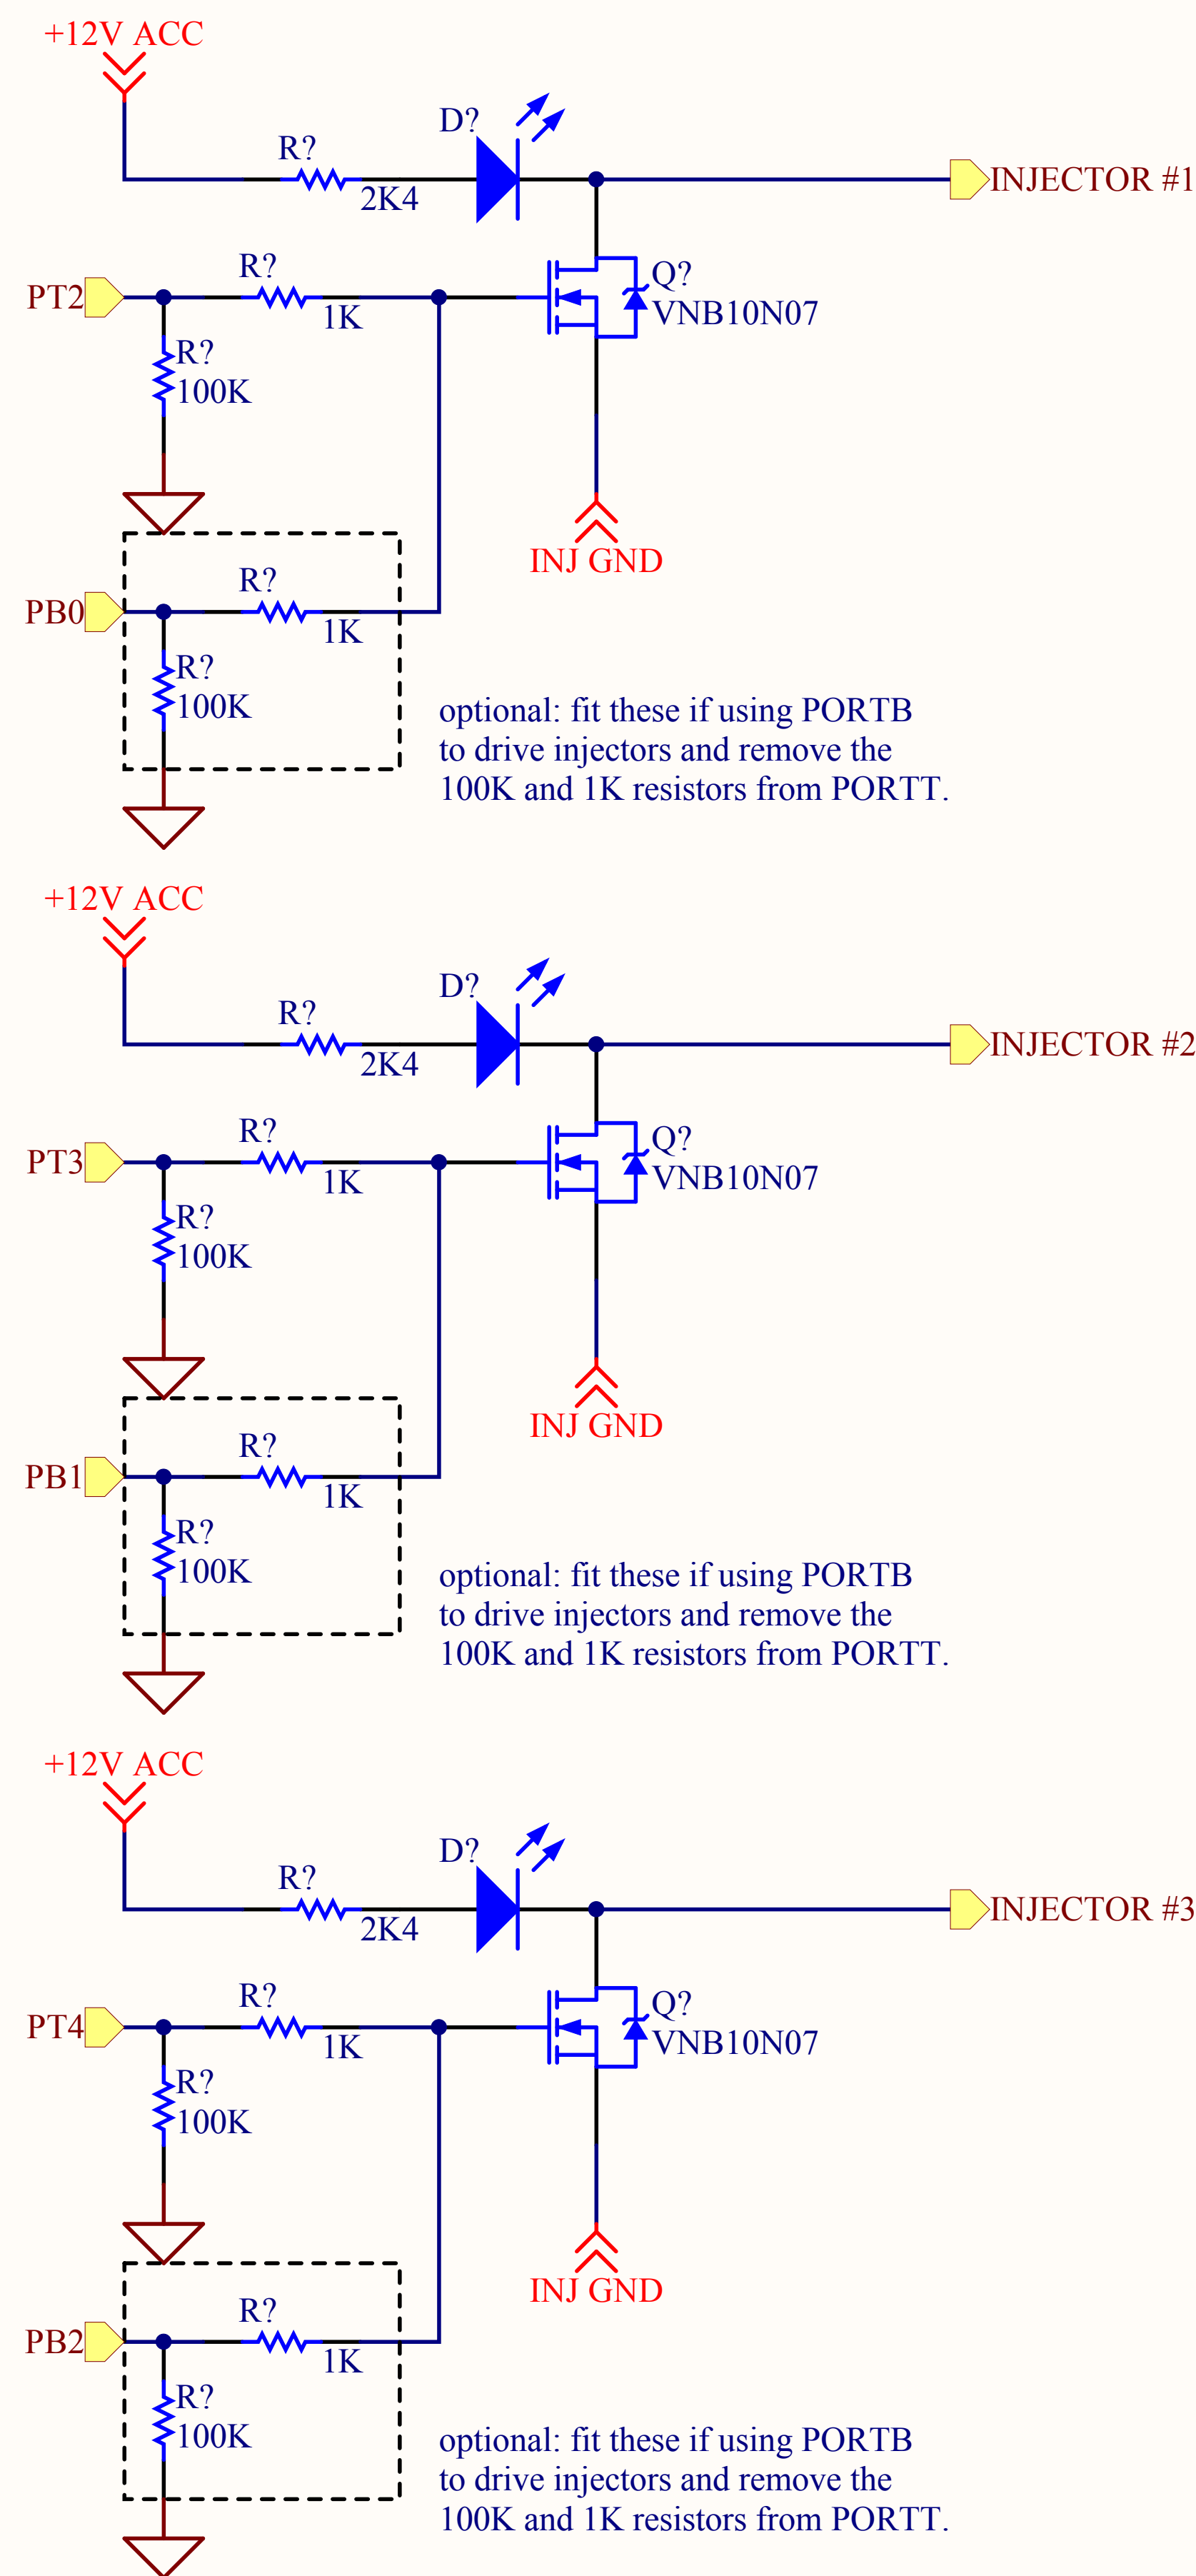 +12V ACC
D?
R?
2K4
INJECTOR #1
R?
PT2
1K
Q?
VNB10N07
R?
100K
INJ GND
R?
PB0
1K
R?
100K
optional: fit these if using PORTB
to drive injectors and remove the
100K and 1K resistors from PORTT.
+12V ACC
D?
R?
2K4
INJECTOR #2
R?
PT3
1K
Q?
VNB10N07
R?
100K
INJ GND
R?
PB1
1K
R?
100K
optional: fit these if using PORTB
to drive injectors and remove the
100K and 1K resistors from PORTT.
+12V ACC
D?
R?
2K4
INJECTOR #3
R?
PT4
1K
Q?
VNB10N07
R?
100K
INJ GND
R?
PB2
1K
R?
100K
optional: fit these if using PORTB
to drive injectors and remove the
100K and 1K resistors from PORTT.